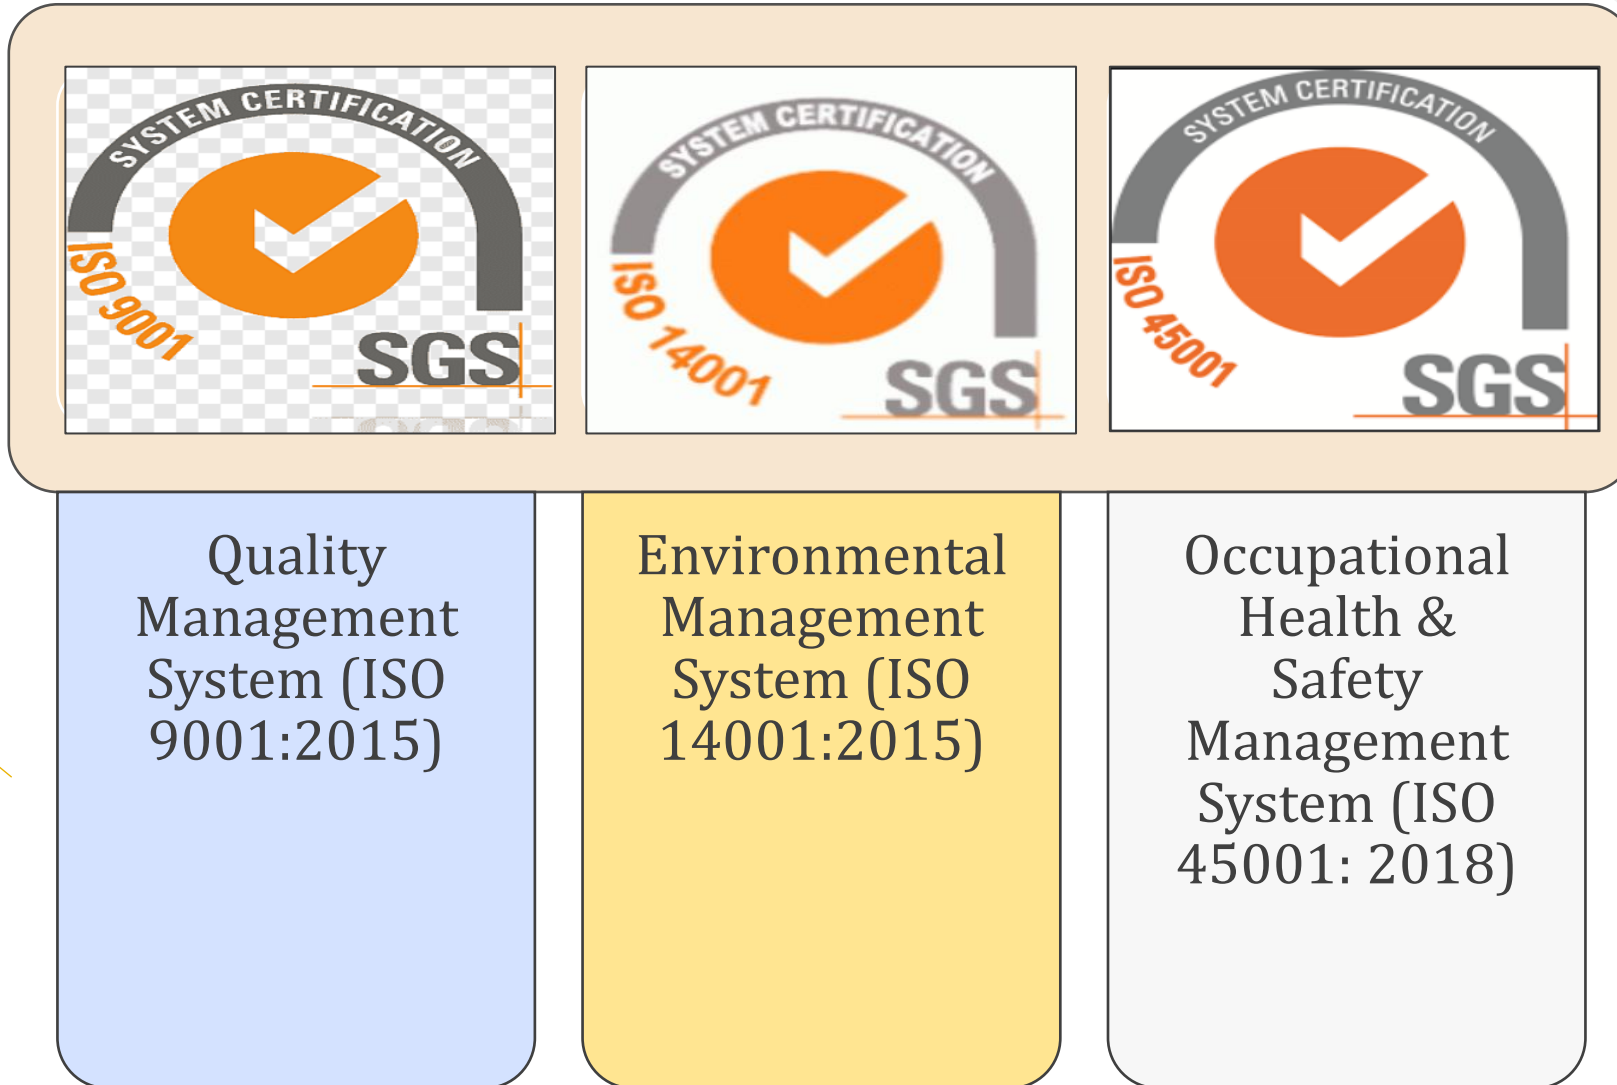 SYSTEM CERTIFICATION
ISO 9001
SGS
SYSTEM CERTIFICATION
ISO 14001
SGS
SYSTEM CERTIFICATION
ISO 45001
SGS
Quality
Management
System (ISO
9001:2015)
Environmental
Management
System (ISO
14001:2015)
Occupational
Health &
Safety
Management
System (ISO
45001: 2018)